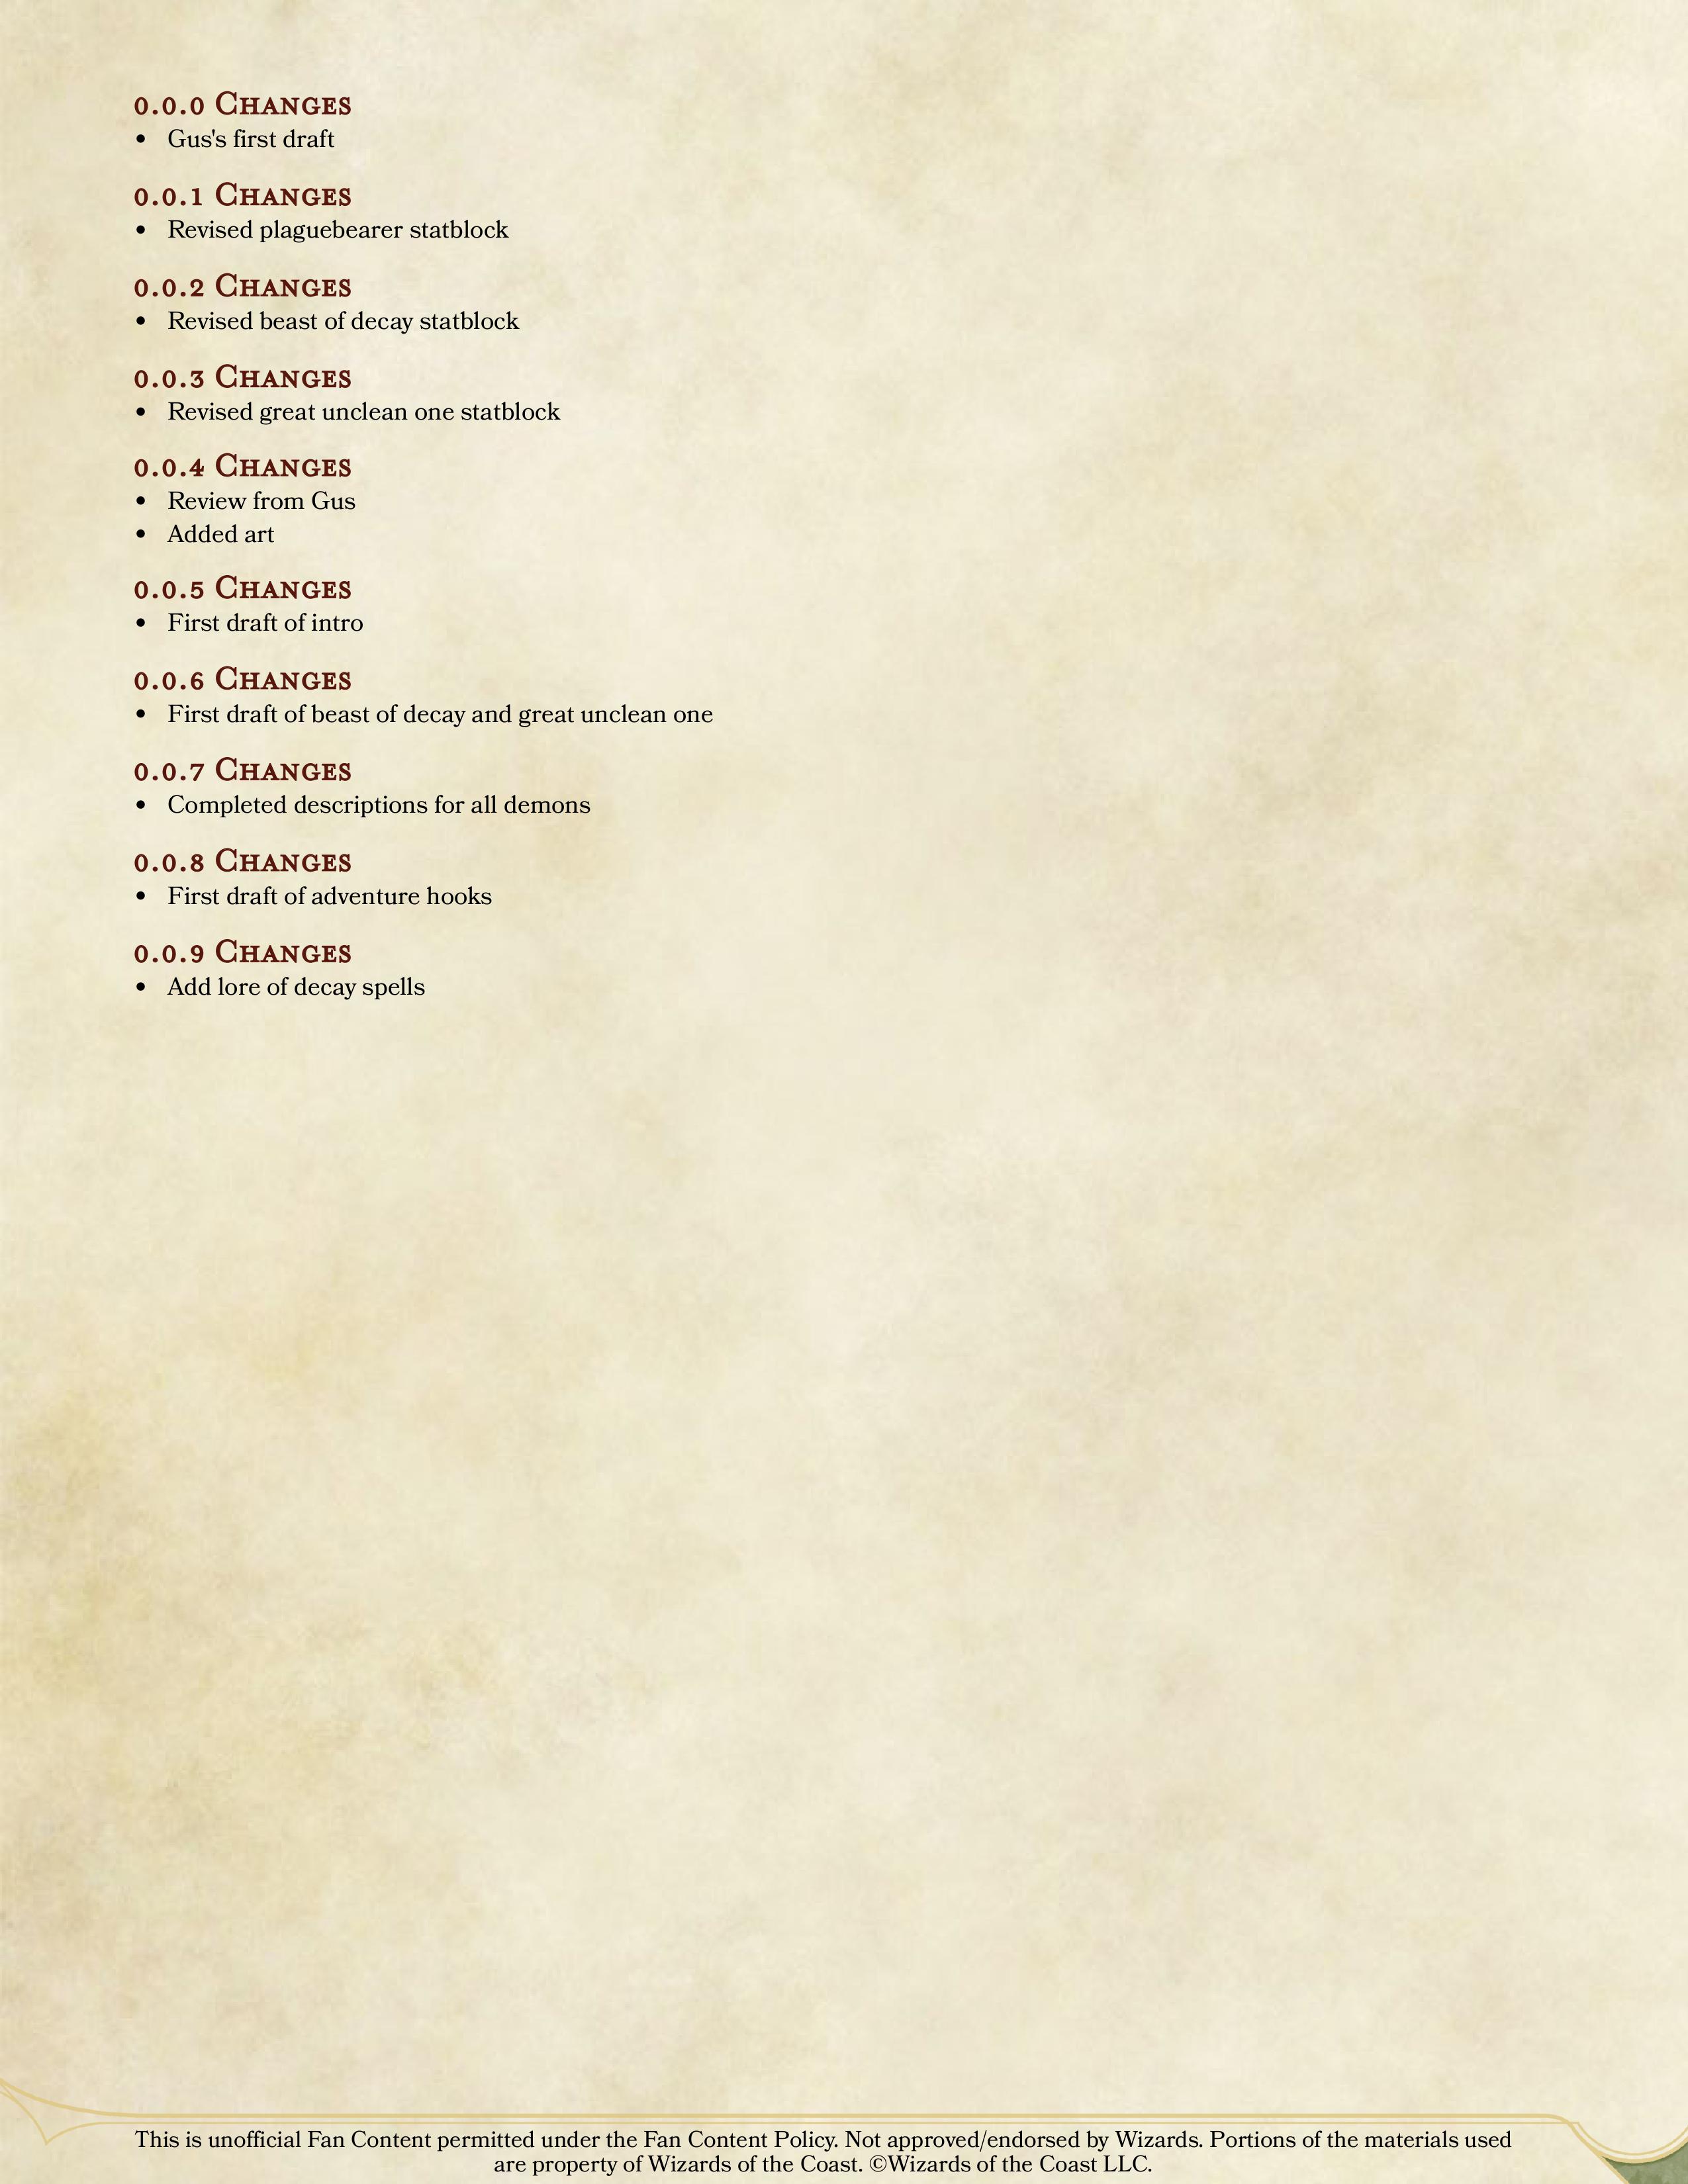 0.0.0 Changes
• Gus's first draft
0.0.1 Changes
• Revised plaguebearer statblock
0.0.2 Changes
• Revised beast of decay statblock
0.0.3 Changes
• Revised great unclean one statblock
0.0.4 Changes
• Review from Gus
• Added art
0.0.5 Changes
• First draft of intro
0.0.6 Changes
• First draft of beast of decay and great unclean one
0.0.7 Changes
• Completed descriptions for all demons
0.0.8 Changes
• First draft of adventure hooks
0.0.9 Changes
• Add lore of decay spells
This is unofficial Fan Content permitted under the Fan Content Policy. Not approved/endorsed by Wizards. Portions of the materials used
are property of Wizards of the Coast. ©Wizards of the Coast LLC.